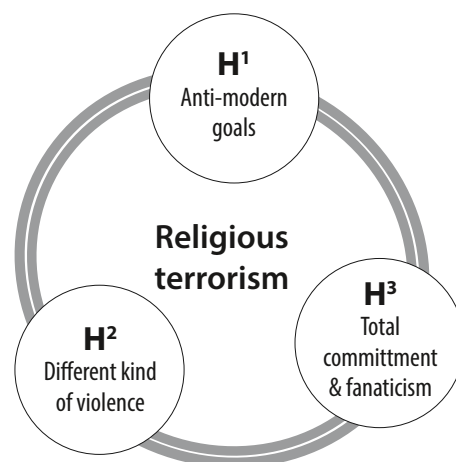 H¹
Anti-modern
goals
Religious
terrorism
H²
Different kind
of violence
H³
Total
committment
& fanaticism